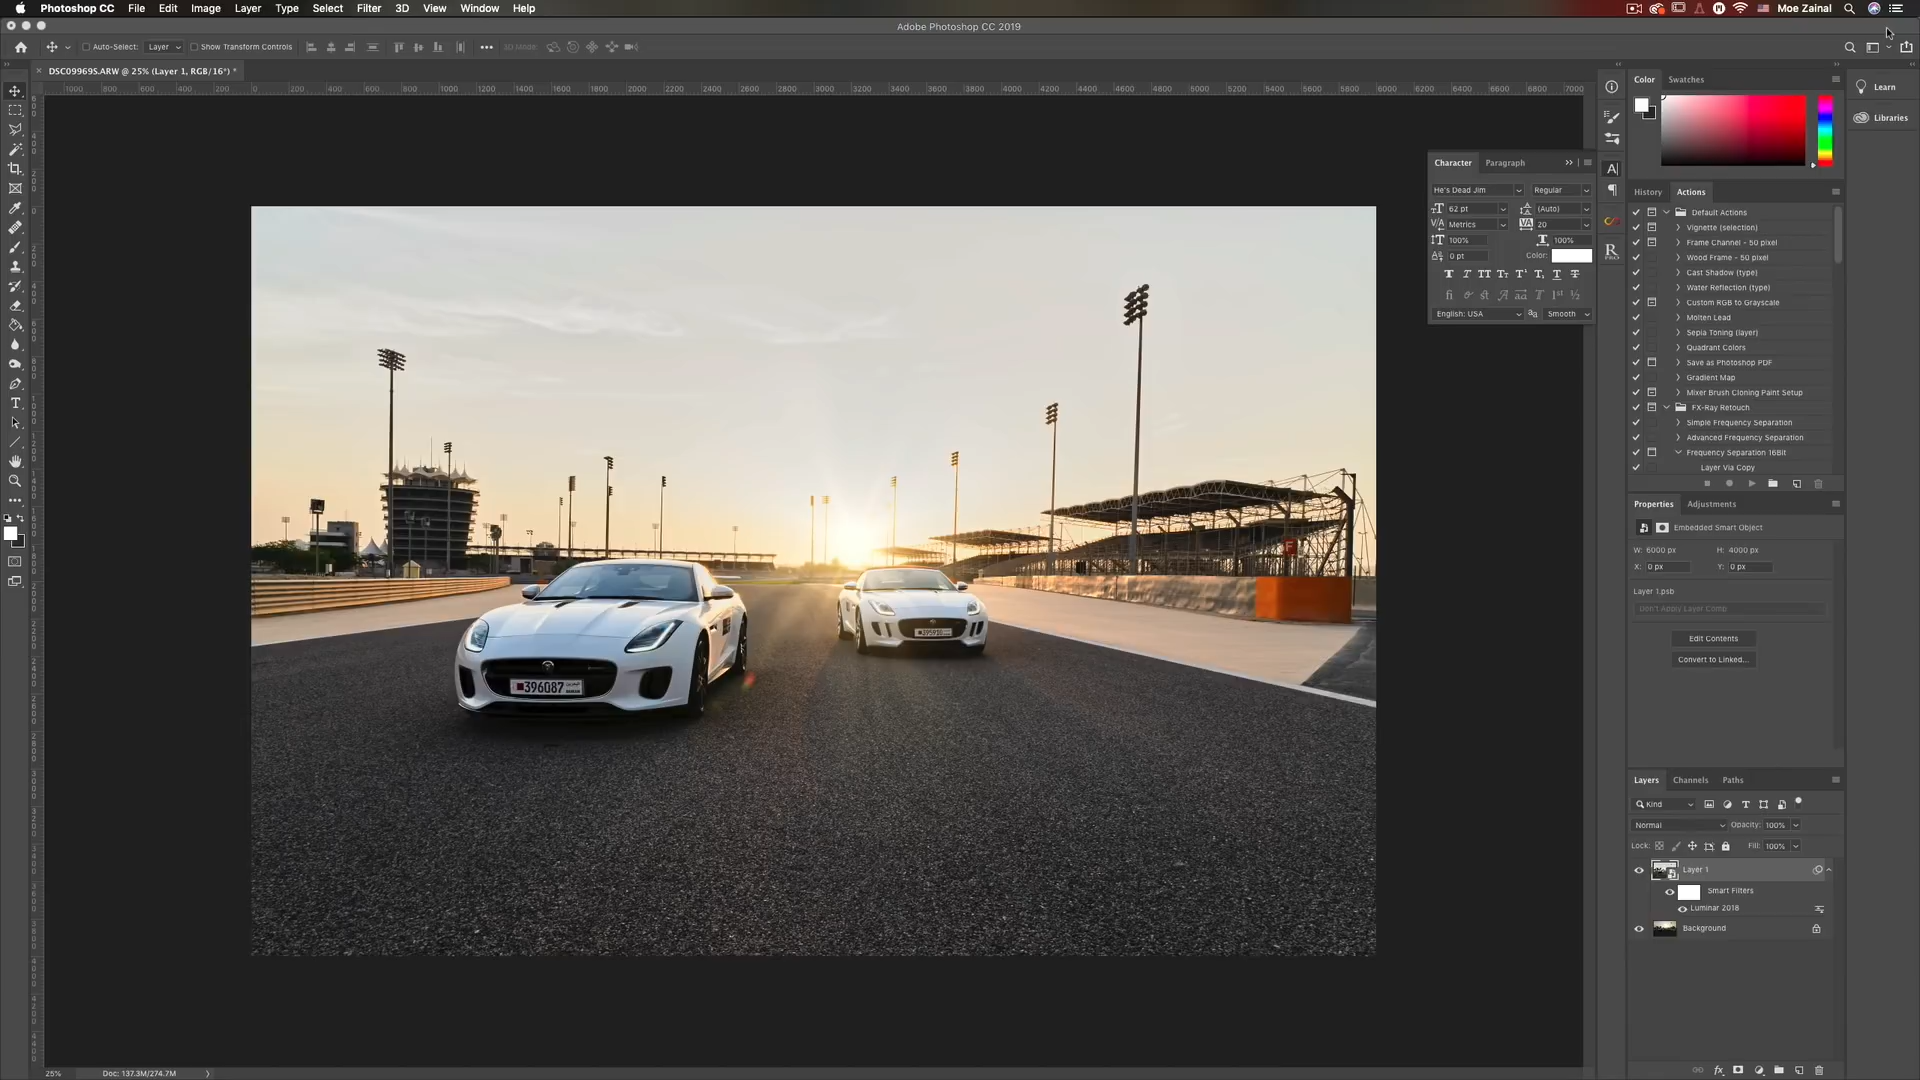 Photoshop CC File Edit Image Layer Type Select Filter 3D View Window Help Moe Zainal
Adobe Photoshop CC 2019
Auto-Select: Layer Show Transform Controls 3D Mode:
DSC09969S.ARW @ 25% (Layer 1, RGB/16*) *
Color Swatches
Learn
Libraries
Character Paragraph
He's Dead Jim Regular
62 pt (Auto)
Metrics 20
100% 100%
0 pt Color:
English: USA Smooth
History Actions
Default Actions
Vignette (selection)
Frame Channel - 50 pixel
Wood Frame - 50 pixel
Cast Shadow (type)
Water Reflection (type)
Custom RGB to Grayscale
Molten Lead
Sepia Toning (layer)
Quadrant Colors
Save as Photoshop PDF
Gradient Map
Mixer Brush Cloning Paint Setup
FX-Ray Retouch
Simple Frequency Separation
Advanced Frequency Separation
Frequency Separation 16Bit
Layer Via Copy
Properties Adjustments
Embedded Smart Object
W: 6000 px H: 4000 px
X: 0 px Y: 0 px
Layer 1.psb
Don't Apply Layer Comp
Edit Contents
Convert to Linked...
396087
Layers Channels Paths
Kind
Normal Opacity: 100%
Lock: Fill: 100%
Layer 1
Smart Filters
Luminar 2018
Background
25% Doc: 137.3M/274.7M